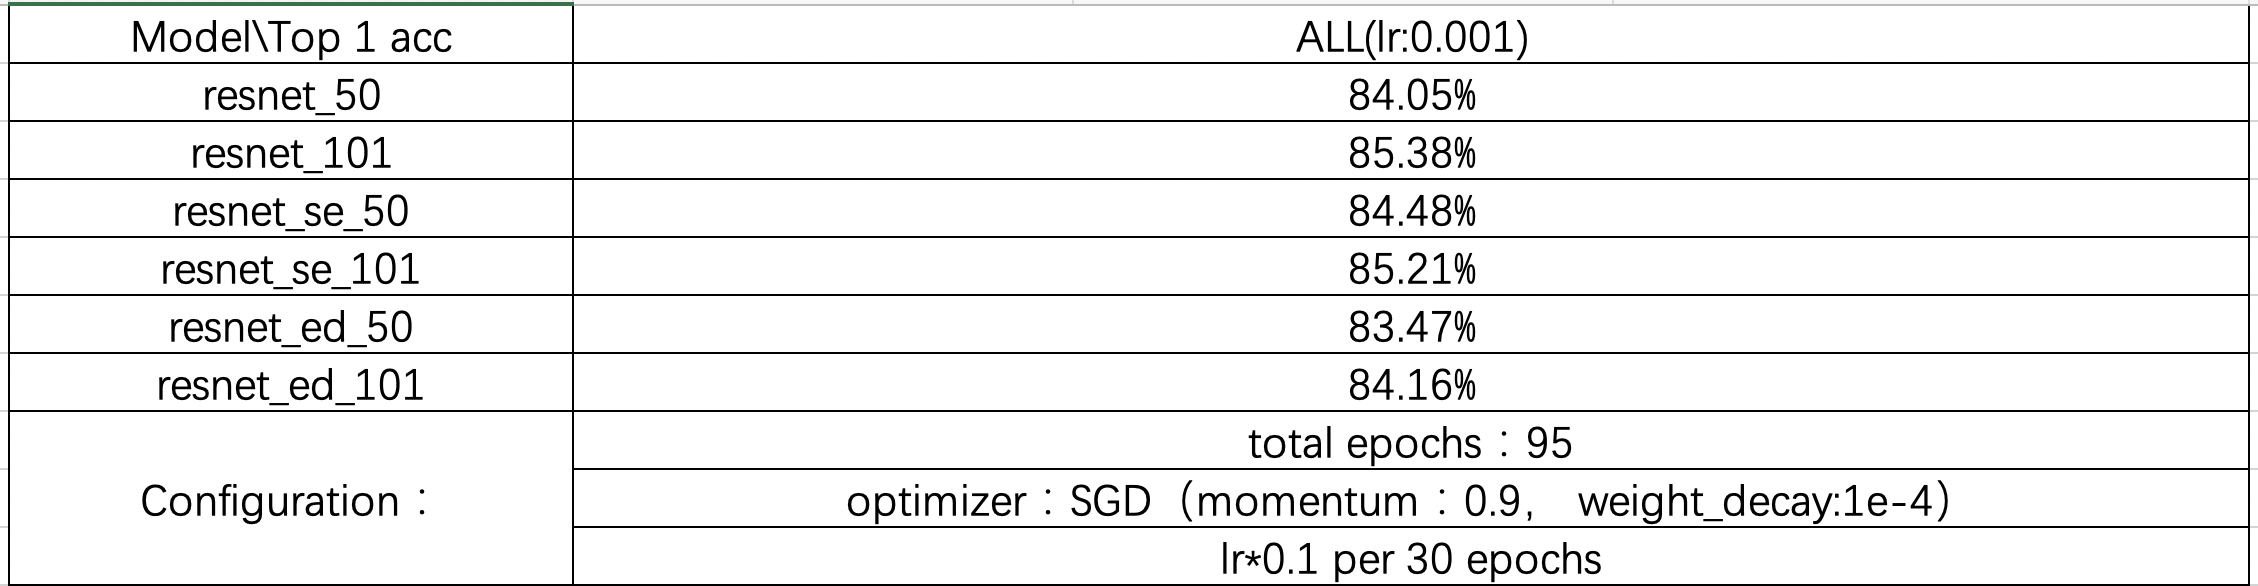 Model\Top 1 acc ALL(lr:0.001)
resnet_50 84.05%
resnet_101 85.38%
resnet_se_50 84.48%
resnet_se_101 85.21%
resnet_ed_50 83.47%
resnet_ed_101 84.16%
Configuration：
total epochs：95
optimizer：SGD（momentum：0.9， weight_decay:1e-4）
lr*0.1 per 30 epochs